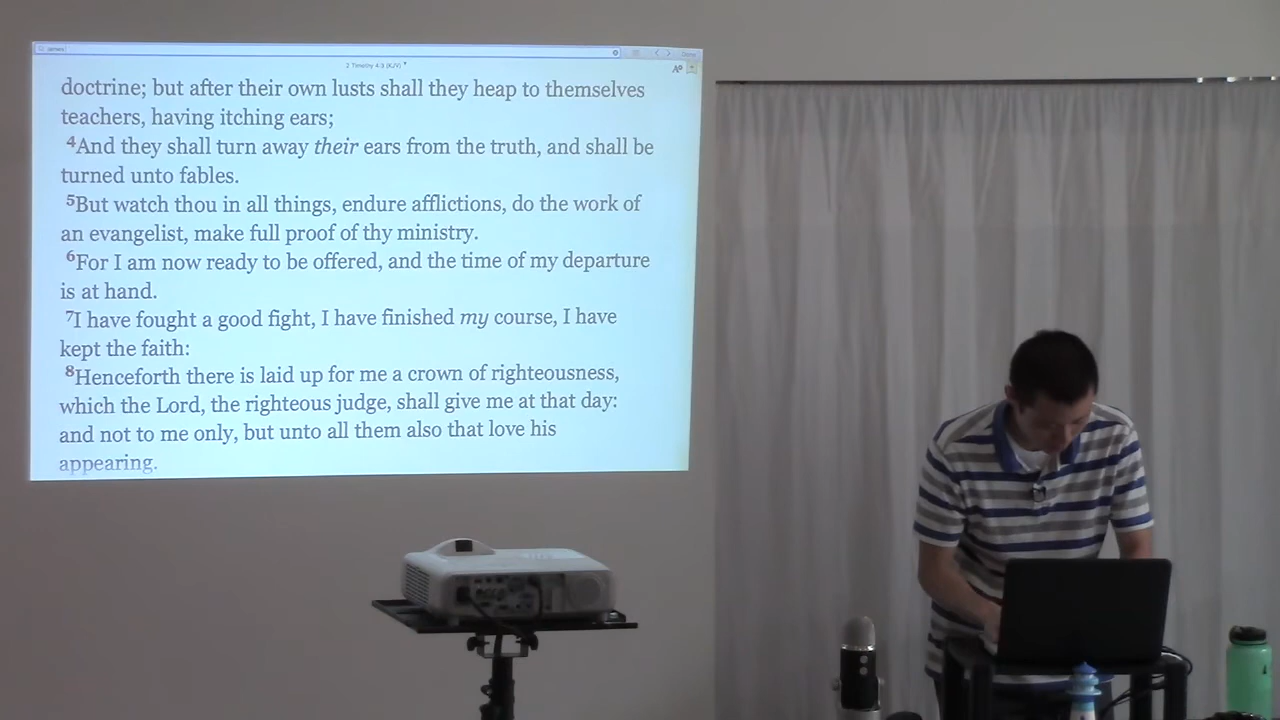 james
2 Timothy 4:3 (KJV)
doctrine; but after their own lusts shall they heap to themselves
teachers, having itching ears;
4And they shall turn away their ears from the truth, and shall be
turned unto fables.
5But watch thou in all things, endure afflictions, do the work of
an evangelist, make full proof of thy ministry.
6For I am now ready to be offered, and the time of my departure
is at hand.
7I have fought a good fight, I have finished my course, I have
kept the faith:
8Henceforth there is laid up for me a crown of righteousness,
which the Lord, the righteous judge, shall give me at that day:
and not to me only, but unto all them also that love his
appearing.